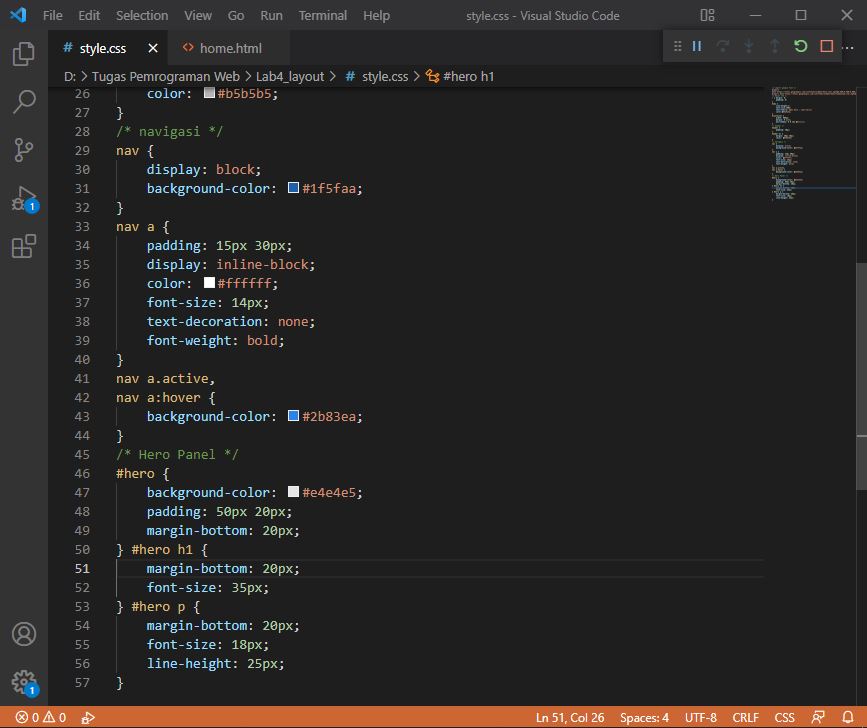 File Edit Selection View Go Run Terminal Help style.css - Visual Studio Code
# style.css <> home.html
D: > Tugas Pemrograman Web > Lab4_layout > # style.css > #hero h1
26 color: #b5b5b5;
27 }
28 /* navigasi */
29 nav {
30 display: block;
31 background-color: #1f5faa;
32 }
33 nav a {
34 padding: 15px 30px;
35 display: inline-block;
36 color: #ffffff;
37 font-size: 14px;
38 text-decoration: none;
39 font-weight: bold;
40 }
41 nav a.active,
42 nav a:hover {
43 background-color: #2b83ea;
44 }
45 /* Hero Panel */
46 #hero {
47 background-color: #e4e4e5;
48 padding: 50px 20px;
49 margin-bottom: 20px;
50 } #hero h1 {
51 margin-bottom: 20px;
52 font-size: 35px;
53 } #hero p {
54 margin-bottom: 20px;
55 font-size: 18px;
56 line-height: 25px;
57 }
1
1
0 0 Ln 51, Col 26 Spaces: 4 UTF-8 CRLF CSS